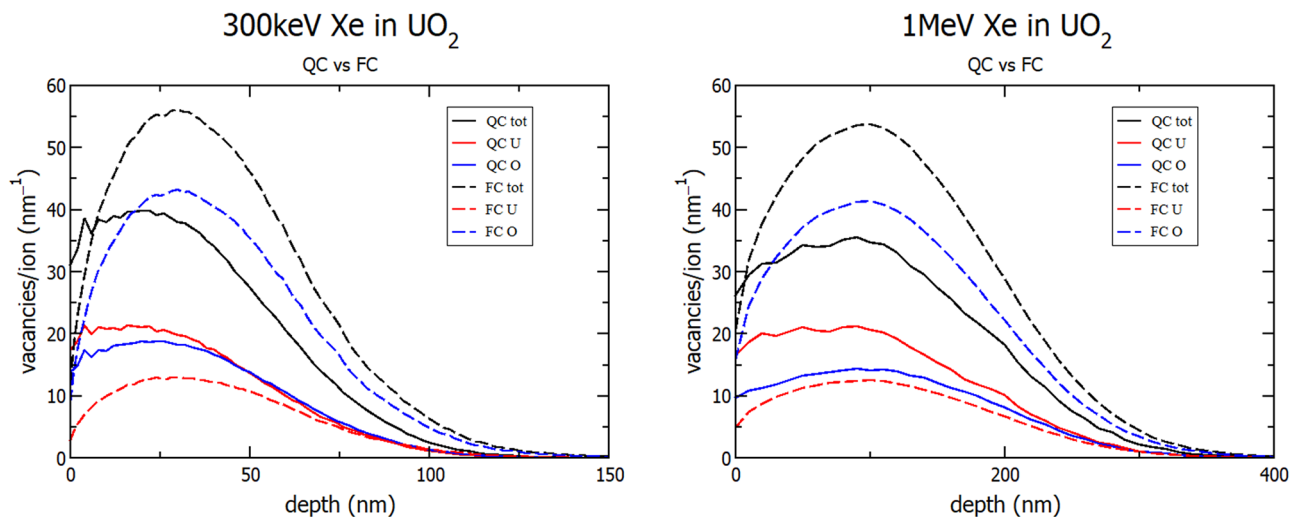 300keV Xe in UO₂
QC vs FC
60
50
40
30
20
10
0
vacancies/ion (nm⁻¹)
QC tot
QC U
QC O
FC tot
FC U
FC O
0
50
100
150
depth (nm)
1MeV Xe in UO₂
QC vs FC
60
50
40
30
20
10
0
vacancies/ion (nm⁻¹)
QC tot
QC U
QC O
FC tot
FC U
FC O
0
200
400
depth (nm)